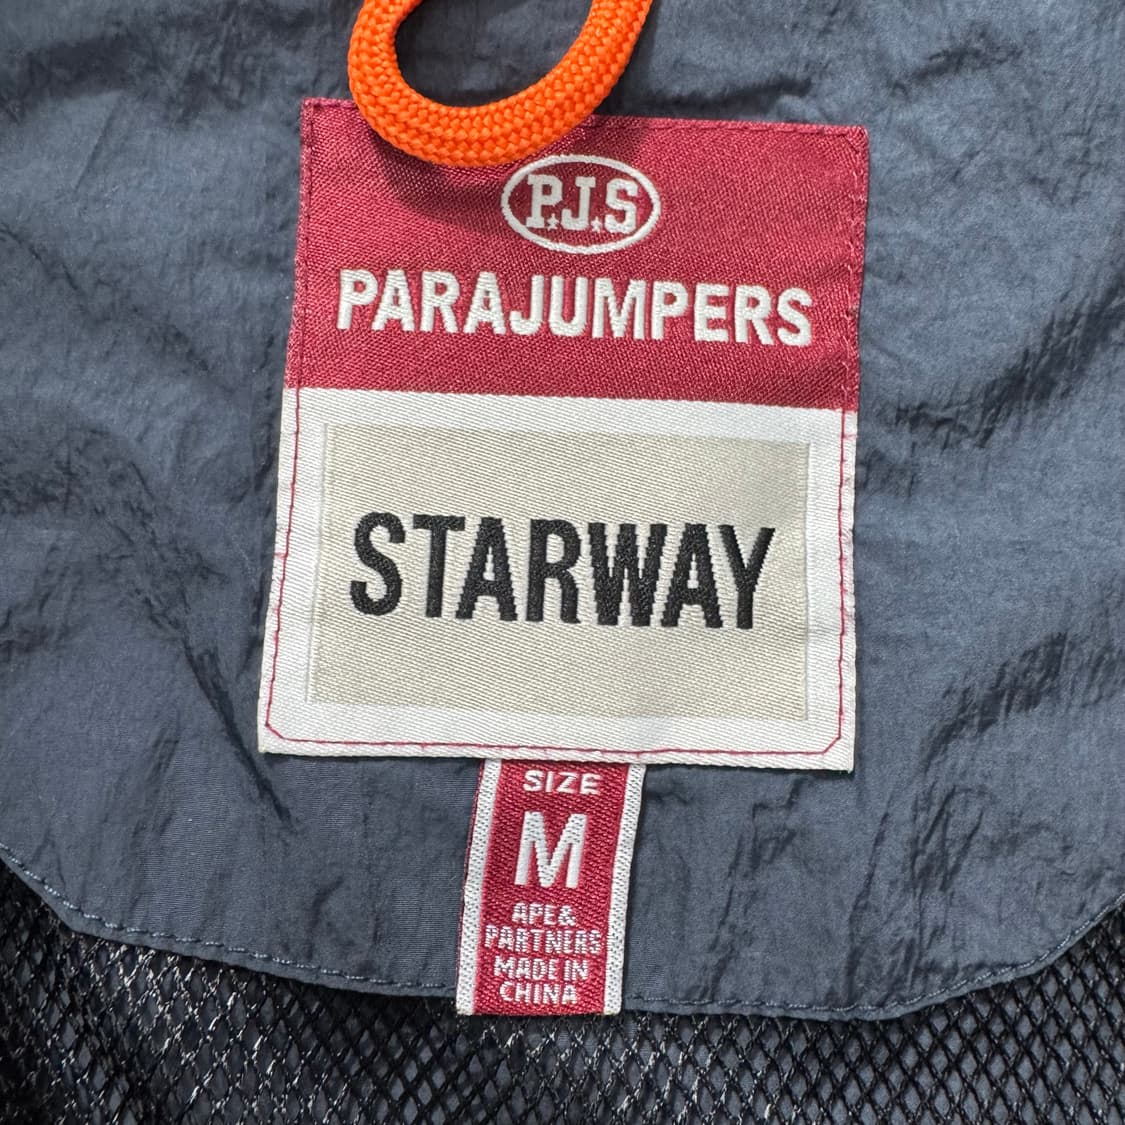 P.J.S
PARAJUMPERS
STARWAY
SIZE
M
APE&
PARTNERS
MADE IN
CHINA